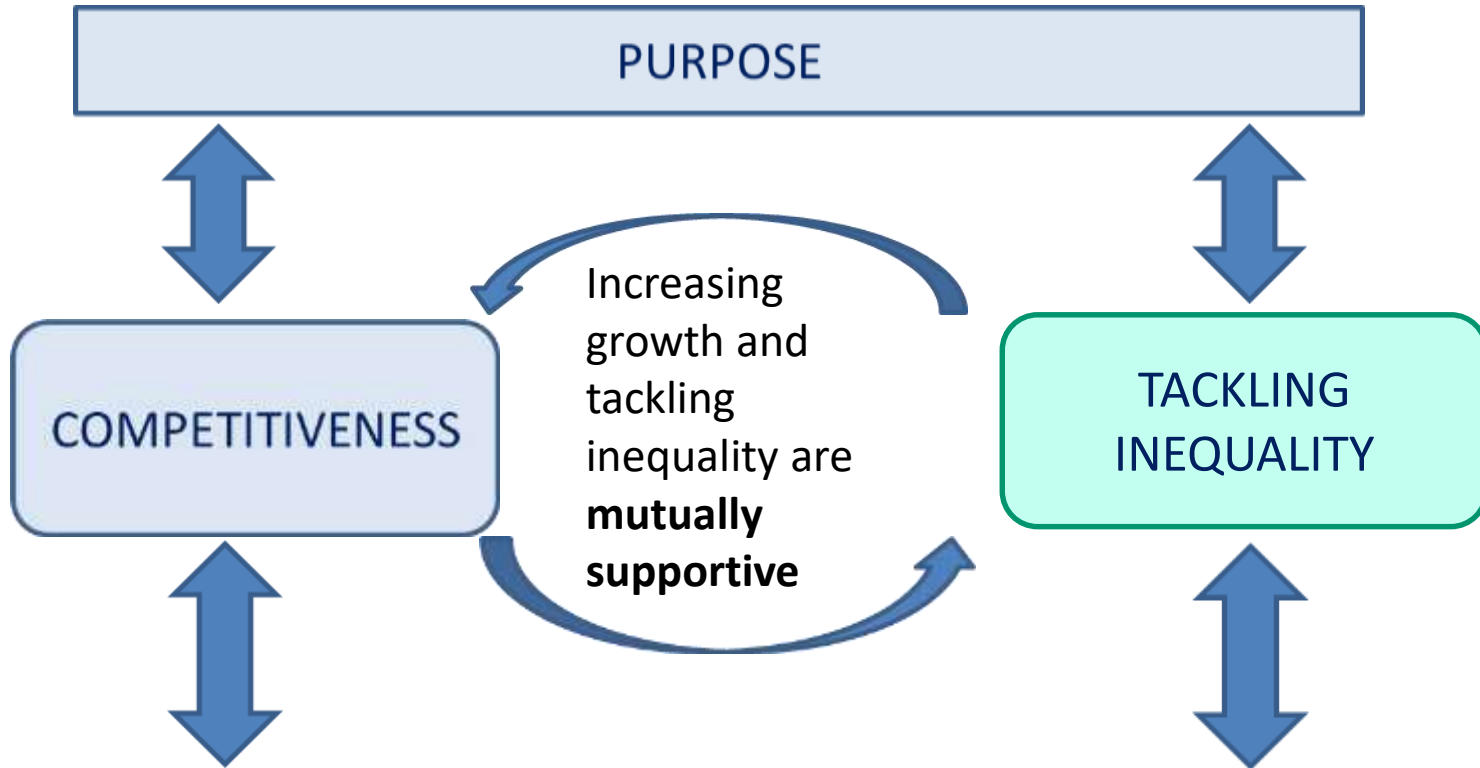 PURPOSE
COMPETITIVENESS
Increasing
growth and
tackling
inequality are
mutually
supportive
TACKLING
INEQUALITY